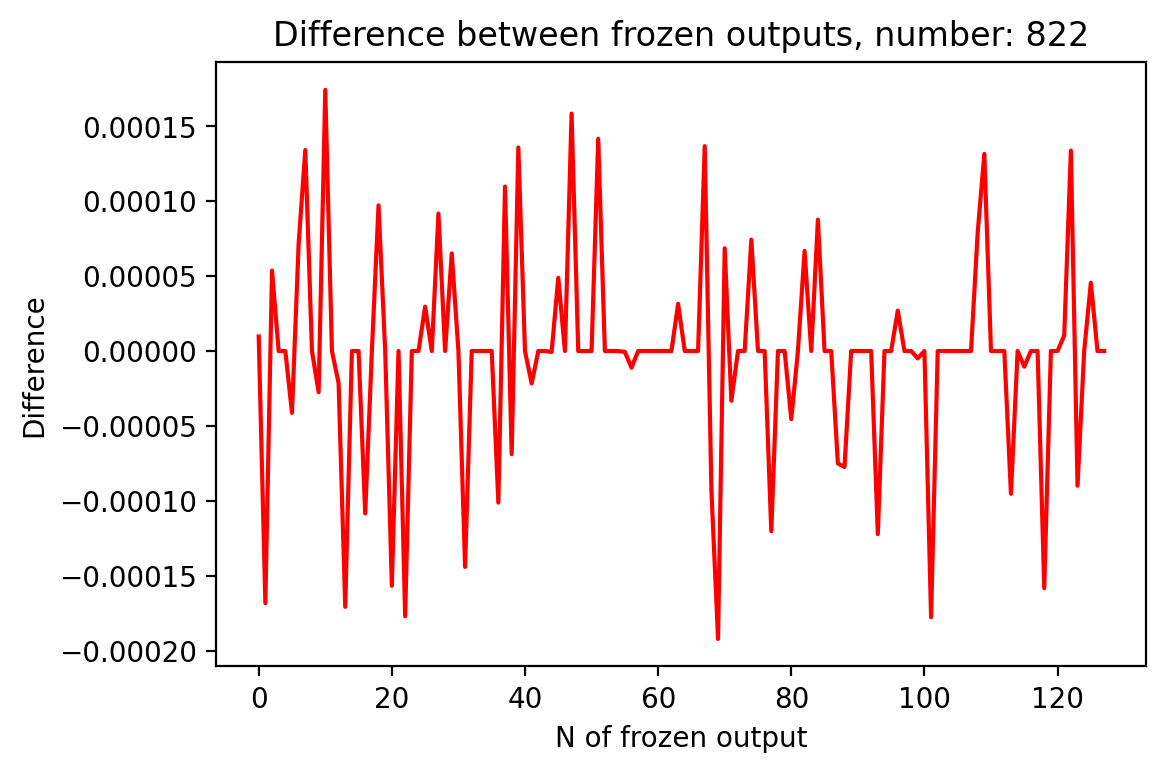 Difference between frozen outputs, number: 822
Difference
0.00015
0.00010
0.00005
0.00000
−0.00005
−0.00010
−0.00015
−0.00020
0 20 40 60 80 100 120
N of frozen output